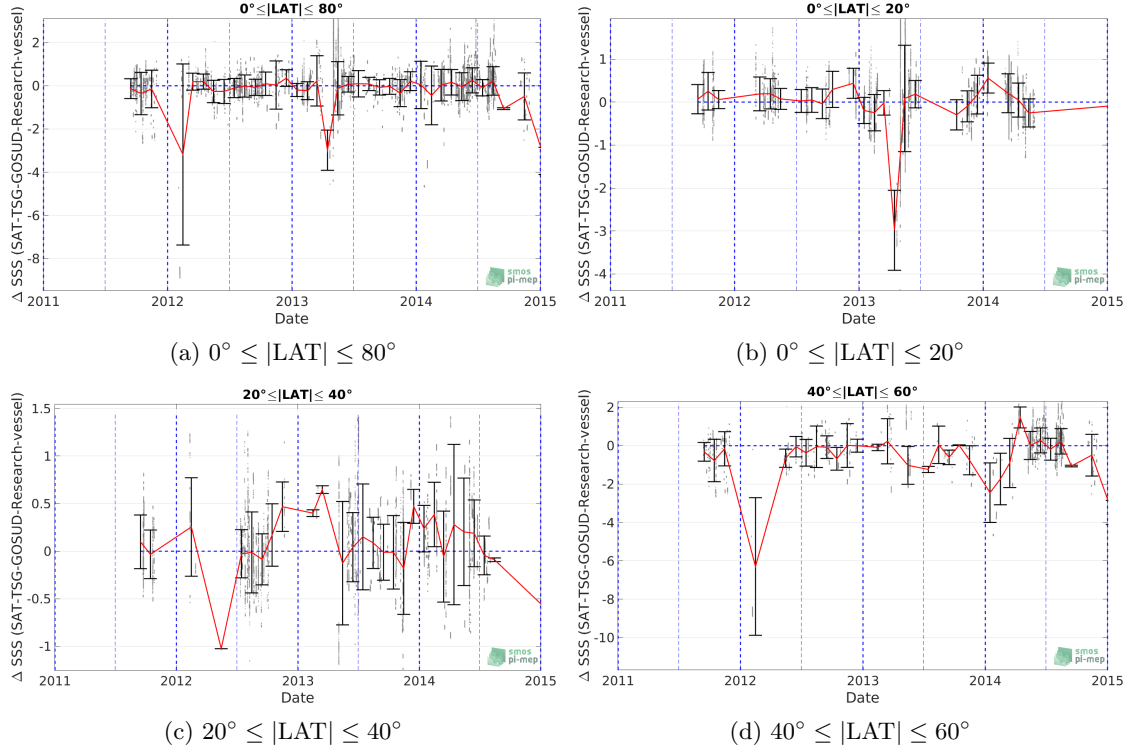 0°≤|LAT|≤ 80°
Δ SSS (SAT-TSG-GOSUD-Research-vessel)
2
0
-2
-4
-6
-8
2011 2012 2013 2014 2015
Date
smos
pi-mep
(a) 0° ≤ |LAT| ≤ 80°
0°≤|LAT|≤ 20°
Δ SSS (SAT-TSG-GOSUD-Research-vessel)
1
0
-1
-2
-3
-4
2011 2012 2013 2014 2015
Date
smos
pi-mep
(b) 0° ≤ |LAT| ≤ 20°
20°≤|LAT|≤ 40°
Δ SSS (SAT-TSG-GOSUD-Research-vessel)
1.5
1
0.5
0
-0.5
-1
2011 2012 2013 2014 2015
Date
smos
pi-mep
(c) 20° ≤ |LAT| ≤ 40°
40°≤|LAT|≤ 60°
Δ SSS (SAT-TSG-GOSUD-Research-vessel)
2
0
-2
-4
-6
-8
-10
2011 2012 2013 2014 2015
Date
smos
pi-mep
(d) 40° ≤ |LAT| ≤ 60°